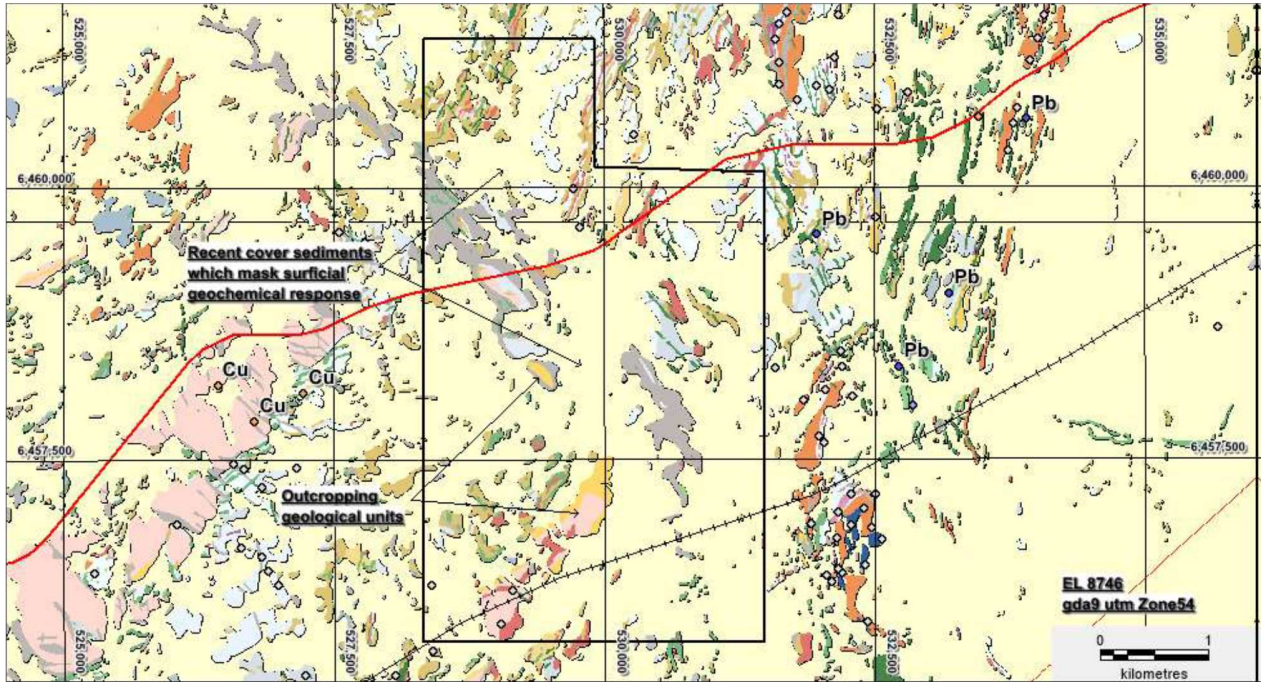 525,000
527,500
530,000
532,500
535,000
Pb
6,460,000
6,460,000
Pb
Recent cover sediments
which mask surficial
geochemical response
Pb
Cu
Cu
Pb
Cu
6,457,500
6,457,500
Outcropping
geological units
EL 8746
gda9 utm Zone54
0 1
kilometres
525,000
527,500
530,000
532,500